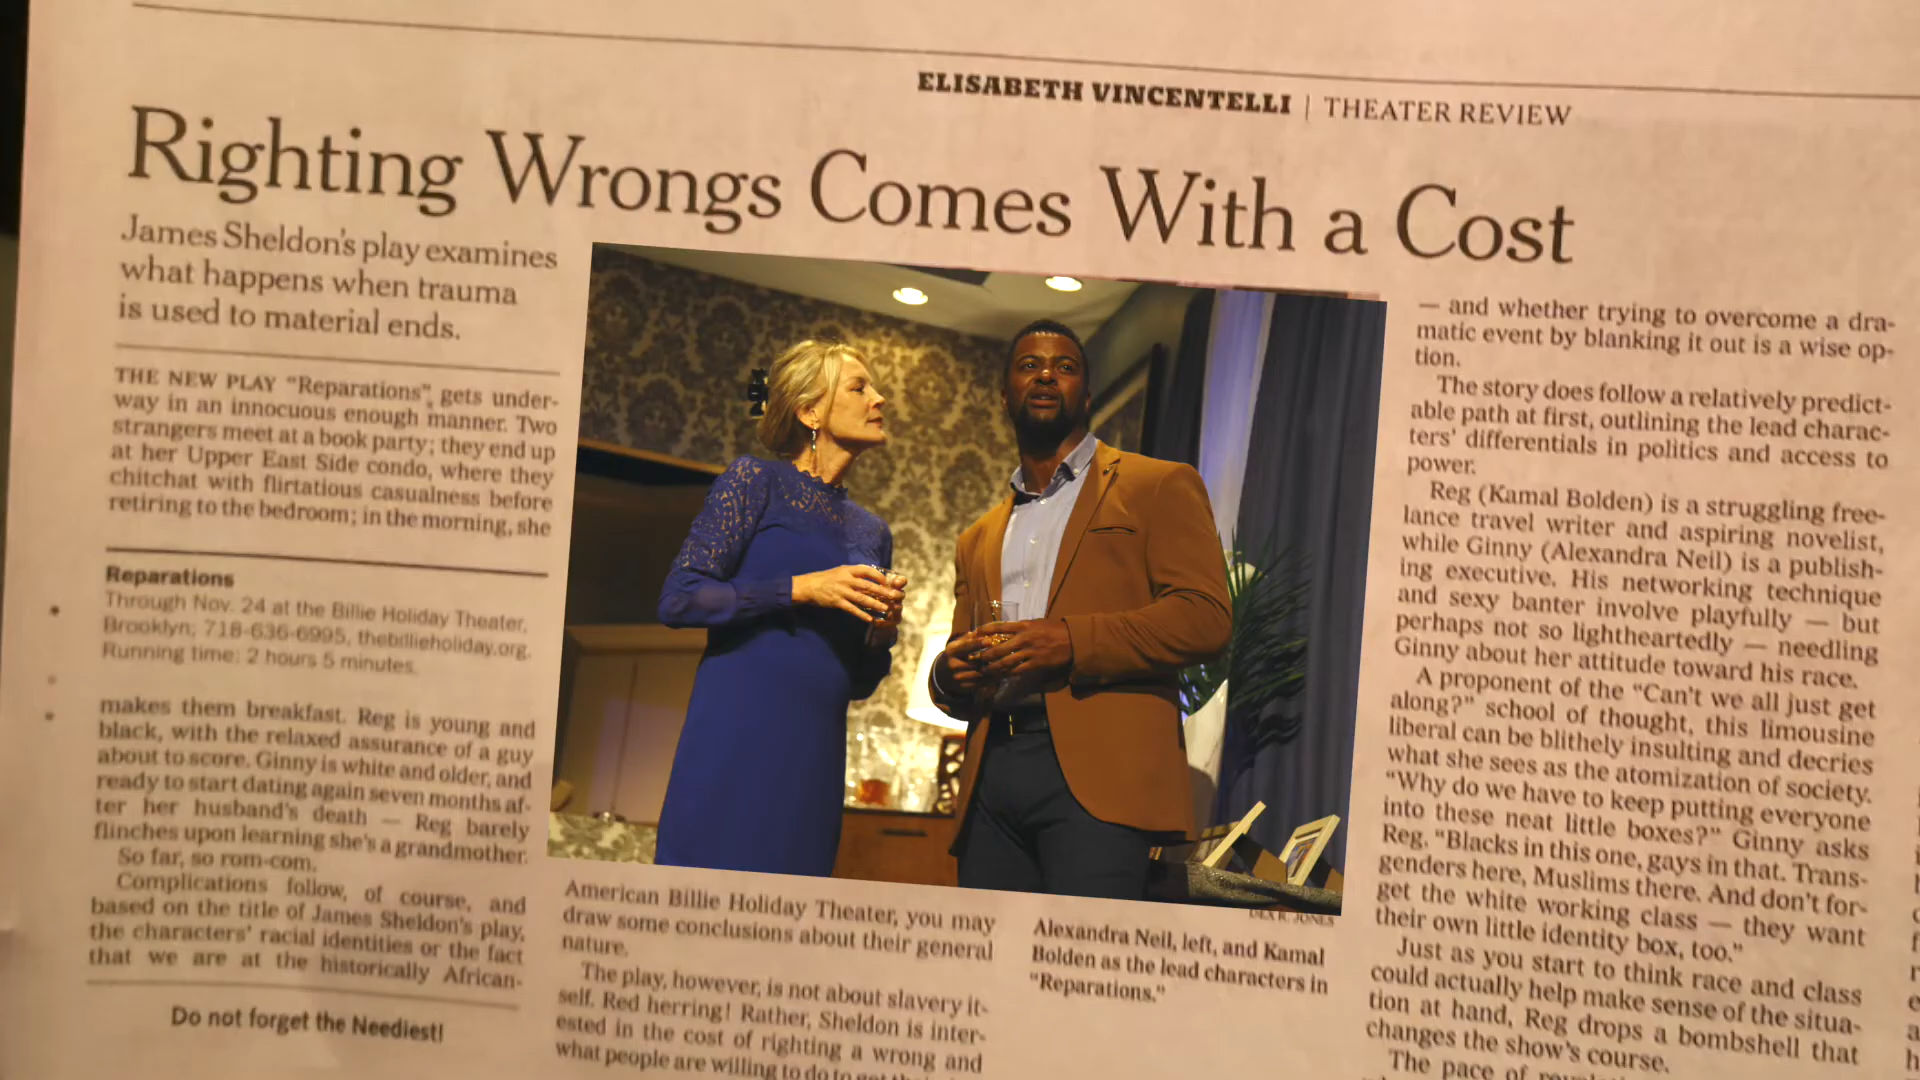 ELISABETH VINCENTELLI | THEATER REVIEW
Righting Wrongs Comes With a Cost
James Sheldon's play examines
what happens when trauma
is used to material ends.
THE NEW PLAY “Reparations”, gets under-
way in an innocuous enough manner. Two
strangers meet at a book party; they end up
at her Upper East Side condo, where they
chitchat with flirtatious casualness before
retiring to the bedroom; in the morning, she
Reparations
Through Nov. 24 at the Billie Holiday Theater,
Brooklyn; 718-636-6995, thebillieholiday.org.
Running time: 2 hours 5 minutes.
makes them breakfast. Reg is young and
black, with the relaxed assurance of a guy
about to score. Ginny is white and older, and
ready to start dating again seven months af-
ter her husband's death — Reg barely
flinches upon learning she's a grandmother.
So far, so rom-com.
Complications follow, of course, and
based on the title of James Sheldon's play,
the characters' racial identities or the fact
that we are at the historically African-
Do not forget the Neediest!
American Billie Holiday Theater, you may
draw some conclusions about their general
nature.
The play, however, is not about slavery it-
self. Red herring! Rather, Sheldon is inter-
ested in the cost of righting a wrong and
what people are willing to do to get
DEX R. JONES
Alexandra Neil, left, and Kamal
Bolden as the lead characters in
“Reparations.”
— and whether trying to overcome a dra-
matic event by blanking it out is a wise op-
tion.
The story does follow a relatively predict-
able path at first, outlining the lead charac-
ters' differentials in politics and access to
power.
Reg (Kamal Bolden) is a struggling free-
lance travel writer and aspiring novelist,
while Ginny (Alexandra Neil) is a publish-
ing executive. His networking technique
and sexy banter involve playfully — but
perhaps not so lightheartedly — needling
Ginny about her attitude toward his race.
A proponent of the “Can't we all just get
along?” school of thought, this limousine
liberal can be blithely insulting and decries
what she sees as the atomization of society.
“Why do we have to keep putting everyone
into these neat little boxes?” Ginny asks
Reg. “Blacks in this one, gays in that. Trans-
genders here, Muslims there. And don't for-
get the white working class — they want
their own little identity box, too.”
Just as you start to think race and class
could actually help make sense of the situa-
tion at hand, Reg drops a bombshell that
changes the show's course.
The pace of